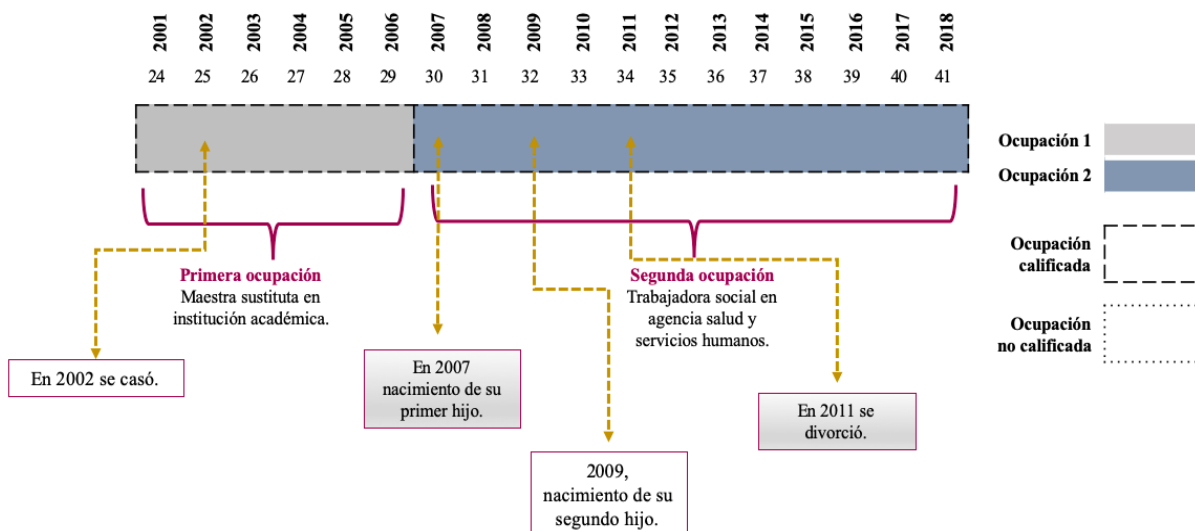 2001 2002 2003 2004 2005 2006 2007 2008 2009 2010 2011 2012 2013 2014 2015 2016 2017 2018
24 25 26 27 28 29 30 31 32 33 34 35 36 37 38 39 40 41
Ocupación 1
Ocupación 2
Ocupación
calificada
Ocupación
no calificada
Primera ocupación
Maestra sustituta en
institución académica.
Segunda ocupación
Trabajadora social en
agencia salud y
servicios humanos.
En 2002 se casó.
En 2007
nacimiento de su
primer hijo.
2009,
nacimiento de su
segundo hijo.
En 2011 se
divorció.